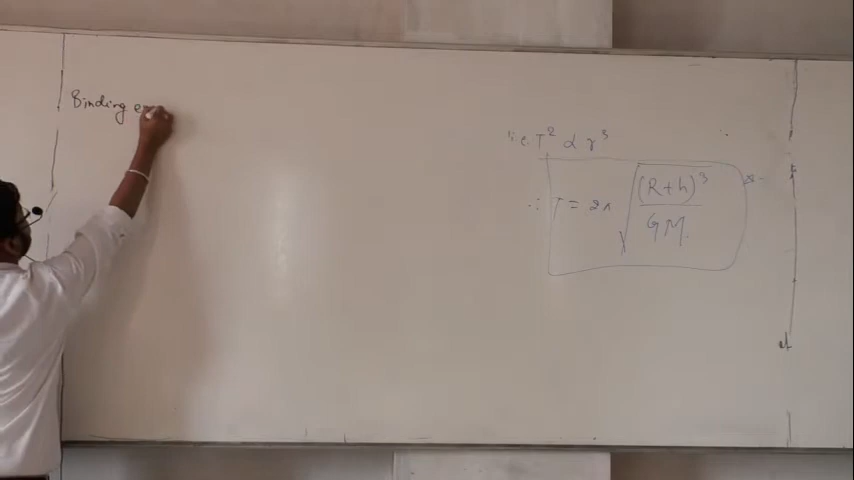 Binding e
i.e. T² α r³
∴ T = 2π √((R+h)³ / GM)